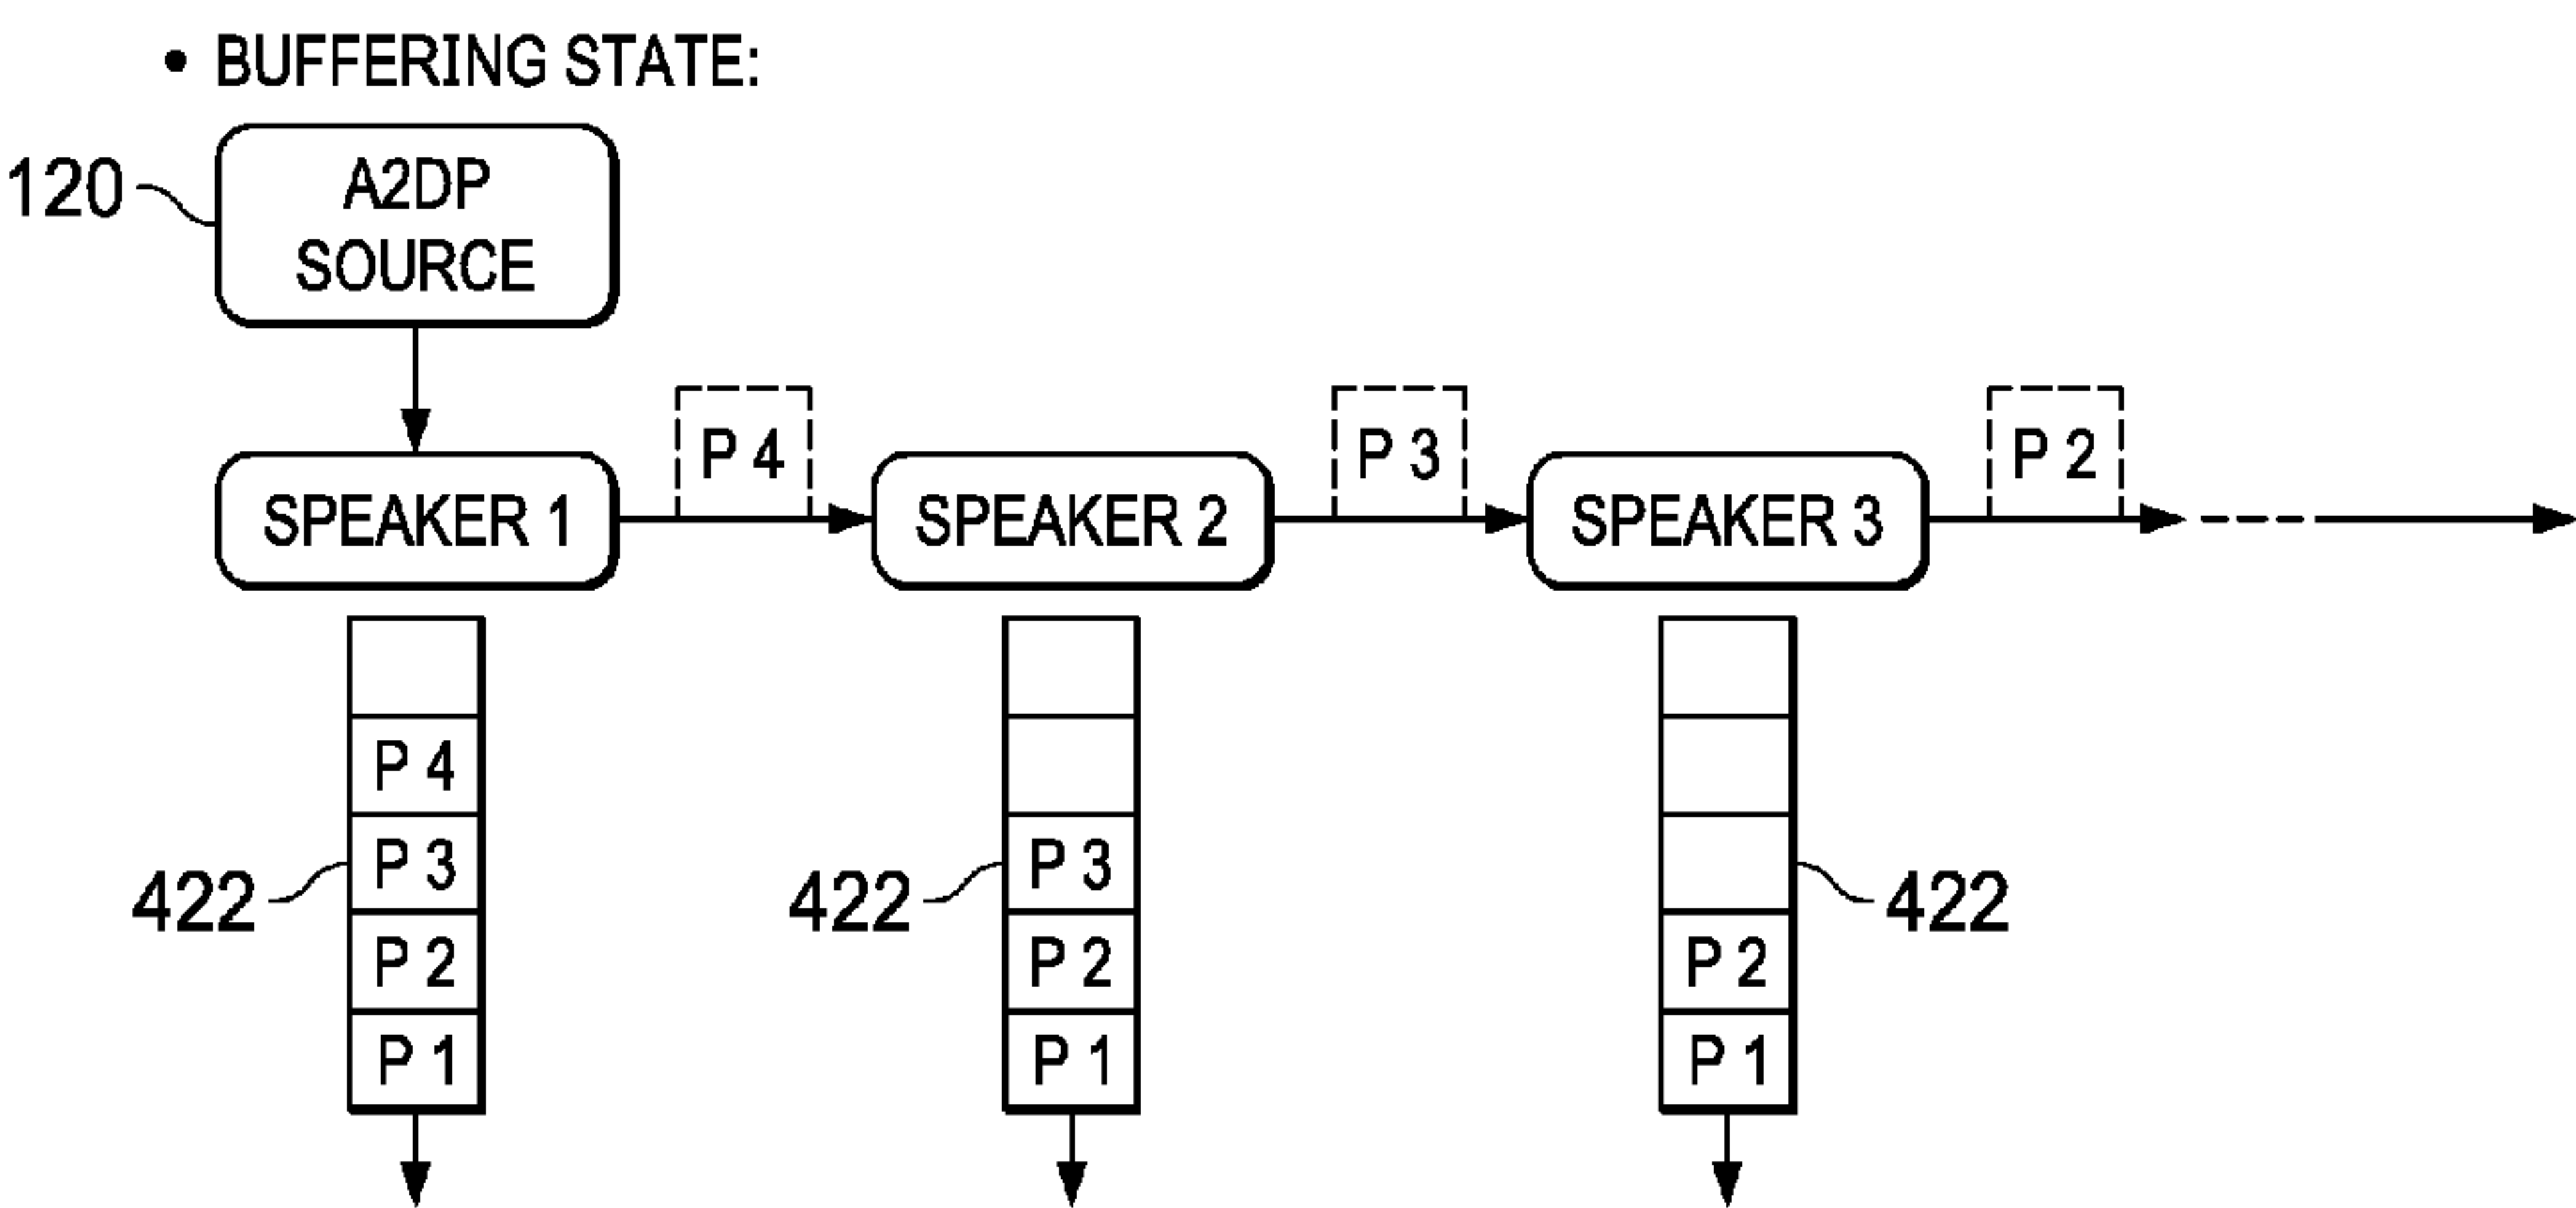 • BUFFERING STATE:
120
A2DP
SOURCE
P 4
P 3
P 2
SPEAKER 1
SPEAKER 2
SPEAKER 3
P 4
P 3
P 2
P 1
422
P 3
P 2
P 1
422
P 2
P 1
422